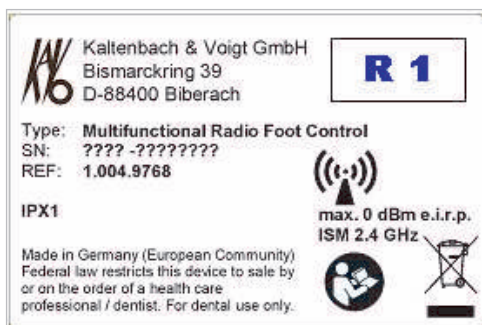 KAVO
Kaltenbach & Voigt GmbH
Bismarckring 39
D-88400 Biberach
R 1
Type: Multifunctional Radio Foot Control
SN: ???? -????????
REF: 1.004.9768
IPX1
max. 0 dBm e.i.r.p.
ISM 2.4 GHz
Made in Germany (European Community)
Federal law restricts this device to sale by
or on the order of a health care
professional / dentist. For dental use only.